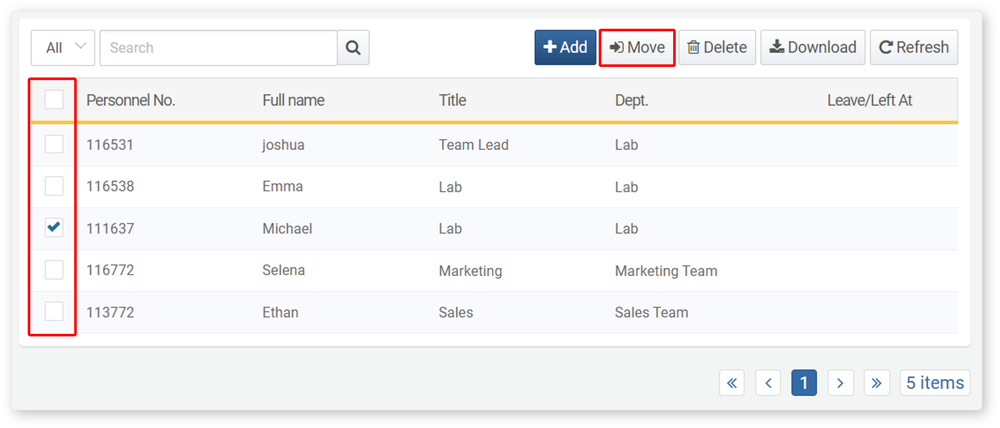 All Search Add Move Delete Download Refresh
Personnel No. Full name Title Dept. Leave/Left At
116531 joshua Team Lead Lab
116538 Emma Lab Lab
111637 Michael Lab Lab
116772 Selena Marketing Marketing Team
113772 Ethan Sales Sales Team
« < 1 > » 5 items